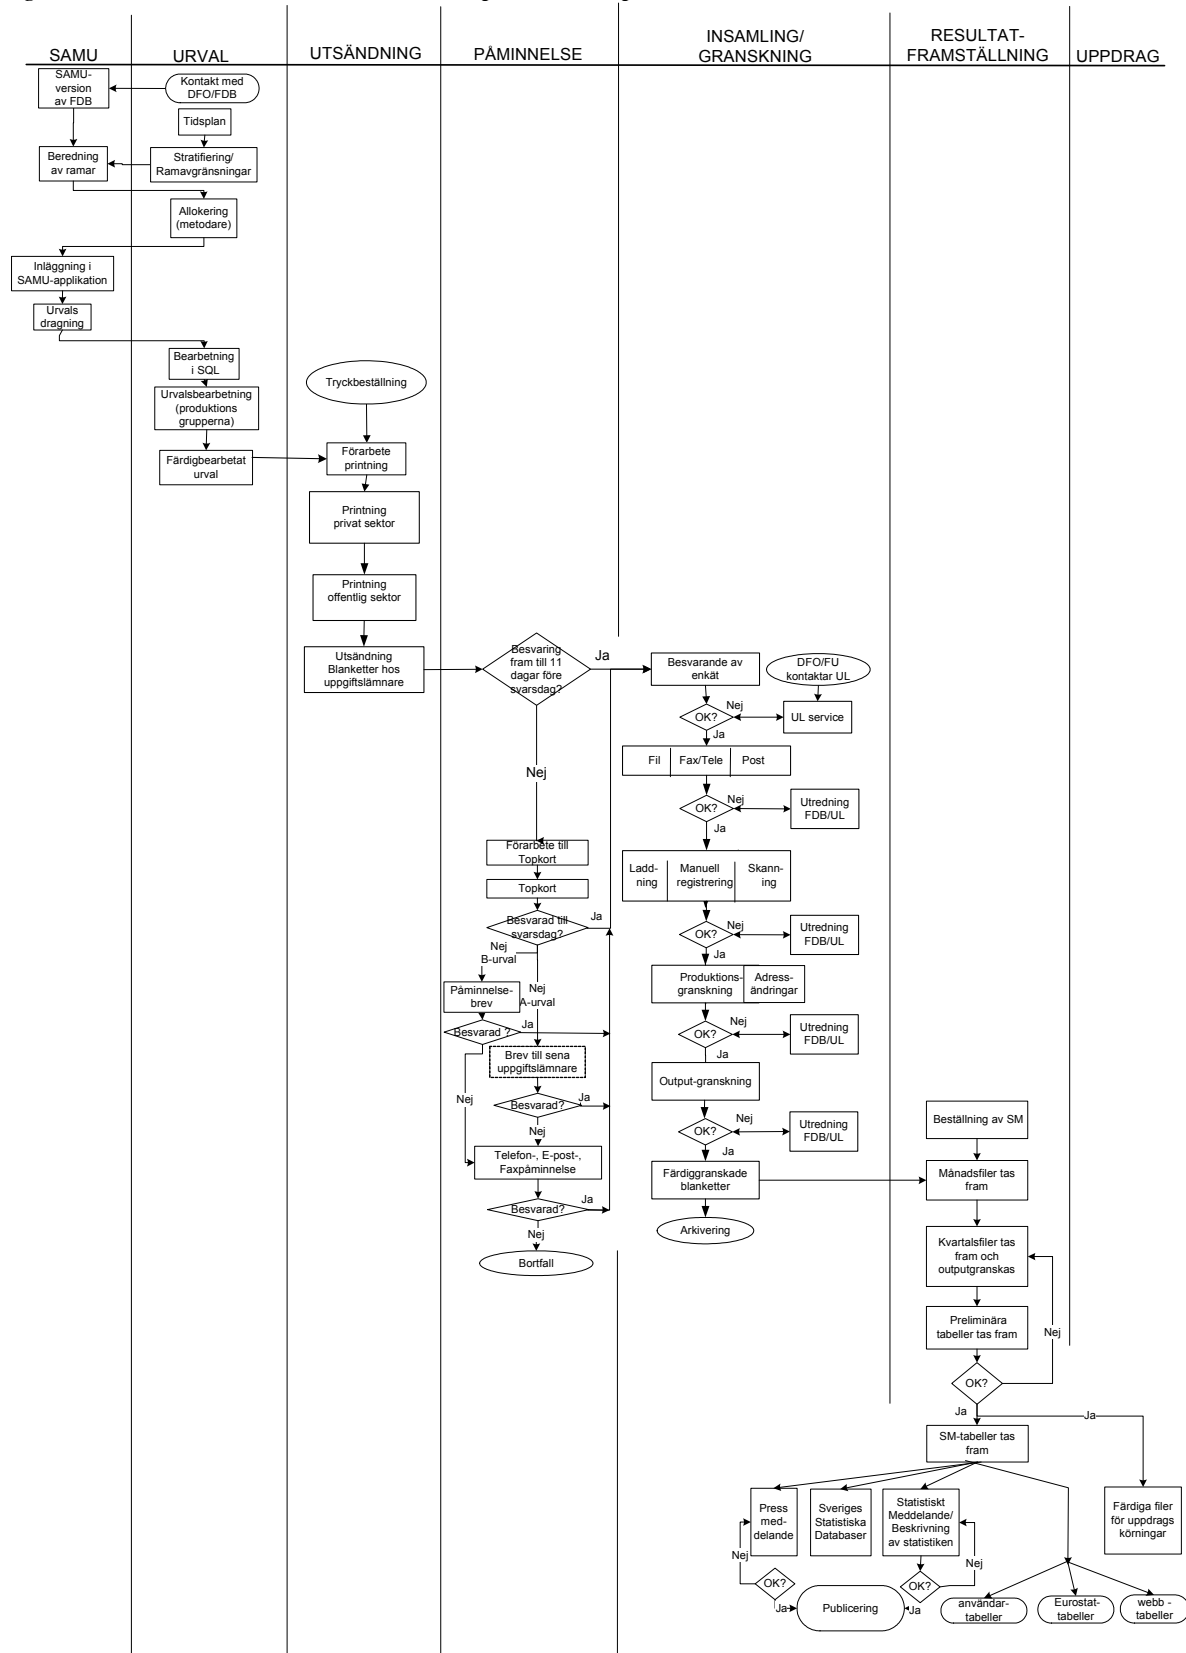 SAMU
URVAL
UTSÄNDNING
PÅMINNELSE
INSAMLING/
GRANSKNING
RESULTAT-
FRAMSTÄLLNING
UPPDRAG
SAMU-
version
av FDB
Kontakt med
DFO/FDB
Tidsplan
Beredning
av ramar
Stratifiering/
Ramavgränsningar
Allokering
(metodare)
Inläggning i
SAMU-applikation
Urvals
dragning
Bearbetning
i SQL
Urvalsbearbetning
(produktions
grupperna)
Färdigbearbetat
urval
Tryckbeställning
Förarbete
printning
Printning
privat sektor
Printning
offentlig sektor
Utsändning
Blanketter hos
uppgiftslämnare
Besvaring
fram till 11
dagar före
svarsdag?
Ja
Nej
Förarbete till
Topkort
Topkort
Besvarad till
svarsdag?
Ja
Nej
B-urval
Nej
A-urval
Påminnelse-
brev
Besvarad ?
Ja
Nej
Brev till sena
uppgiftslämnare
Besvarad?
Ja
Nej
Telefon-, E-post-,
Faxpåminnelse
Besvarad?
Ja
Nej
Bortfall
Besvarande av
enkät
DFO/FU
kontaktar UL
OK?
Nej
UL service
Ja
Fil
Fax/Tele
Post
OK?
Nej
Utredning
FDB/UL
Ja
Ladd-
ning
Manuell
registrering
Skann-
ing
OK?
Nej
Utredning
FDB/UL
Ja
Produktions-
granskning
Adress-
ändringar
OK?
Nej
Utredning
FDB/UL
Ja
Output-granskning
OK?
Nej
Utredning
FDB/UL
Ja
Färdiggranskade
blanketter
Arkivering
Beställning av SM
Månadsfiler tas
fram
Kvartalsfiler tas
fram och
outputgranskas
Preliminära
tabeller tas fram
Nej
OK?
Ja
Ja
SM-tabeller tas
fram
Press
med-
delande
Sveriges
Statistiska
Databaser
Statistiskt
Meddelande/
Beskrivning
av statistiken
Färdiga filer
för uppdrags
körningar
Nej
OK?
Ja
Nej
OK?
Ja
Publicering
användar-
tabeller
Eurostat-
tabeller
webb -
tabeller